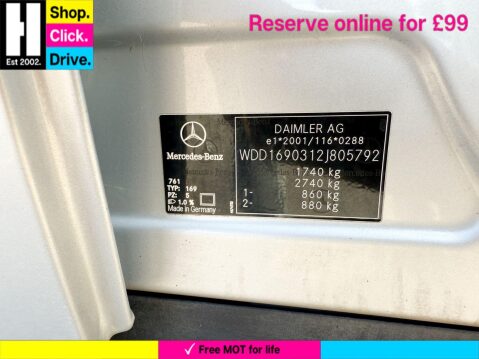 H
Est 2002.
Shop.
Click.
Drive.
Reserve online for £99
Mercedes-Benz
761
TYP: 169
PZ: 5
1.0 %
Made in Germany
DAIMLER AG
e1*2001/116*0288
WDD1690312J805792
1740 kg
2740 kg
1- 860 kg
2- 880 kg
✓ Free MOT for life